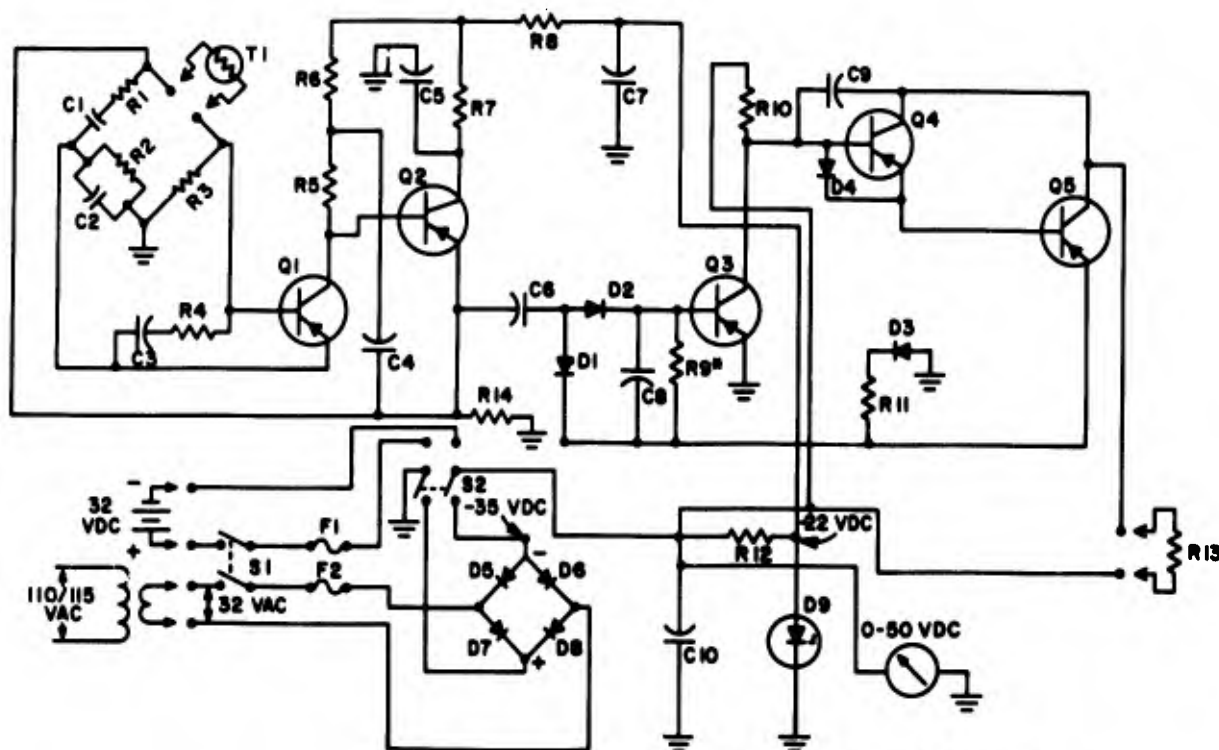 T1
C1
R1
R2
C2
R3
R4
C3
Q1
R6
R5
C5
R7
R8
C7
Q2
C4
R14
C6
D1
D2
C8
R9*
Q3
R10
C9
Q4
D4
Q5
D3
R11
-
32
VDC
+
110/115
VAC
S1
32 VAC
F1
F2
S2
-35 VDC
-
D5
D6
D7
D8
+
R12
-22 VDC
C10
D9
0-50 VDC
R13